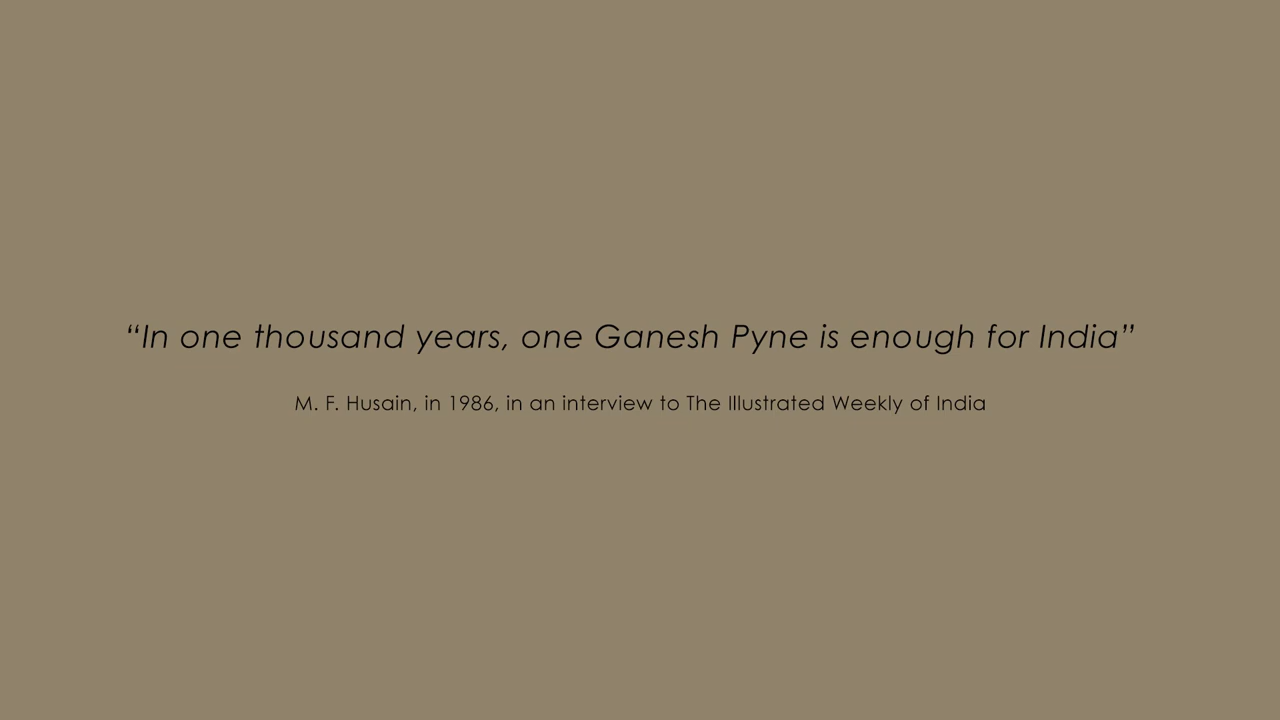 “In one thousand years, one Ganesh Pyne is enough for India”
M. F. Husain, in 1986, in an interview to The Illustrated Weekly of India